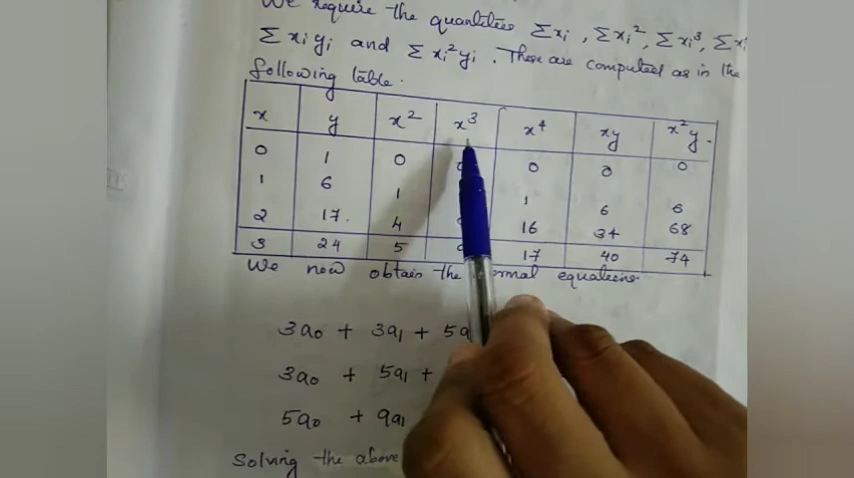 We require the quantities Σxi, Σxi², Σxi³, Σxi
Σxiyi and Σxi²yi. These are computed as in the
following table.
x y x² x³ x⁴ xy x²y.
0 1 0 0 0 0
1 6 1 1 6 6
2 17. 4 16 34 68
3 24 5 17 40 74
We now obtain the normal equations
3a₀ + 3a₁ + 5a
3a₀ + 5a₁ +
5a₀ + 9a₁
Solving the above